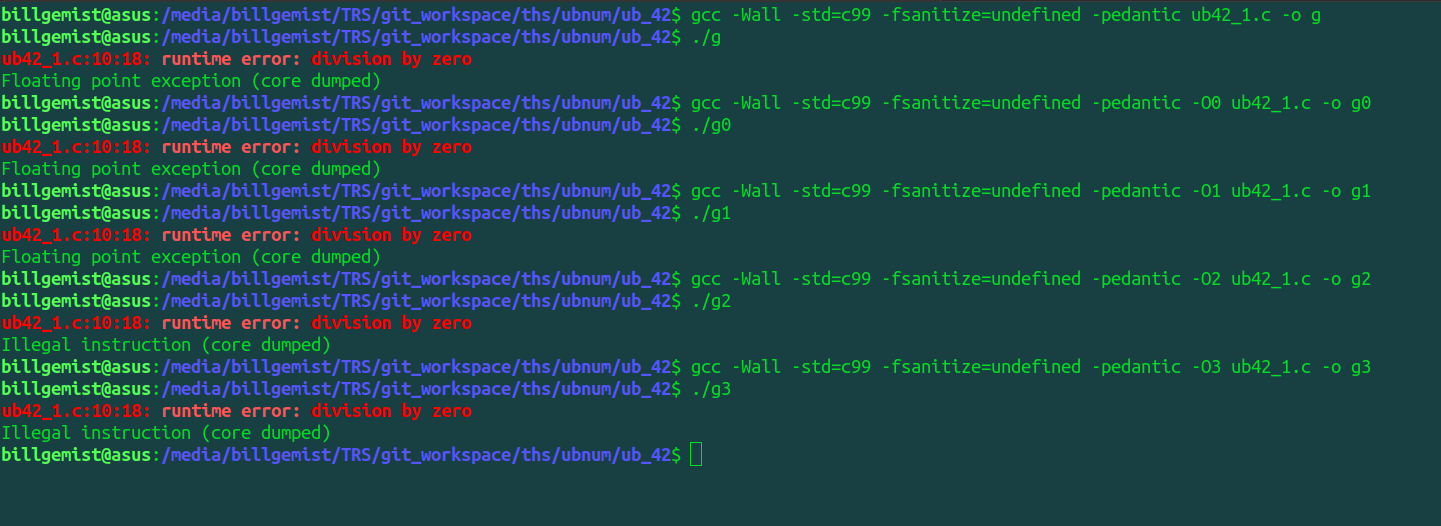 billgemist@asus:/media/billgemist/TRS/git_workspace/ths/ubnum/ub_42$ gcc -Wall -std=c99 -fsanitize=undefined -pedantic ub42_1.c -o g
billgemist@asus:/media/billgemist/TRS/git_workspace/ths/ubnum/ub_42$ ./g
ub42_1.c:10:18: runtime error: division by zero
Floating point exception (core dumped)
billgemist@asus:/media/billgemist/TRS/git_workspace/ths/ubnum/ub_42$ gcc -Wall -std=c99 -fsanitize=undefined -pedantic -O0 ub42_1.c -o g0
billgemist@asus:/media/billgemist/TRS/git_workspace/ths/ubnum/ub_42$ ./g0
ub42_1.c:10:18: runtime error: division by zero
Floating point exception (core dumped)
billgemist@asus:/media/billgemist/TRS/git_workspace/ths/ubnum/ub_42$ gcc -Wall -std=c99 -fsanitize=undefined -pedantic -O1 ub42_1.c -o g1
billgemist@asus:/media/billgemist/TRS/git_workspace/ths/ubnum/ub_42$ ./g1
ub42_1.c:10:18: runtime error: division by zero
Floating point exception (core dumped)
billgemist@asus:/media/billgemist/TRS/git_workspace/ths/ubnum/ub_42$ gcc -Wall -std=c99 -fsanitize=undefined -pedantic -O2 ub42_1.c -o g2
billgemist@asus:/media/billgemist/TRS/git_workspace/ths/ubnum/ub_42$ ./g2
ub42_1.c:10:18: runtime error: division by zero
Illegal instruction (core dumped)
billgemist@asus:/media/billgemist/TRS/git_workspace/ths/ubnum/ub_42$ gcc -Wall -std=c99 -fsanitize=undefined -pedantic -O3 ub42_1.c -o g3
billgemist@asus:/media/billgemist/TRS/git_workspace/ths/ubnum/ub_42$ ./g3
ub42_1.c:10:18: runtime error: division by zero
Illegal instruction (core dumped)
billgemist@asus:/media/billgemist/TRS/git_workspace/ths/ubnum/ub_42$